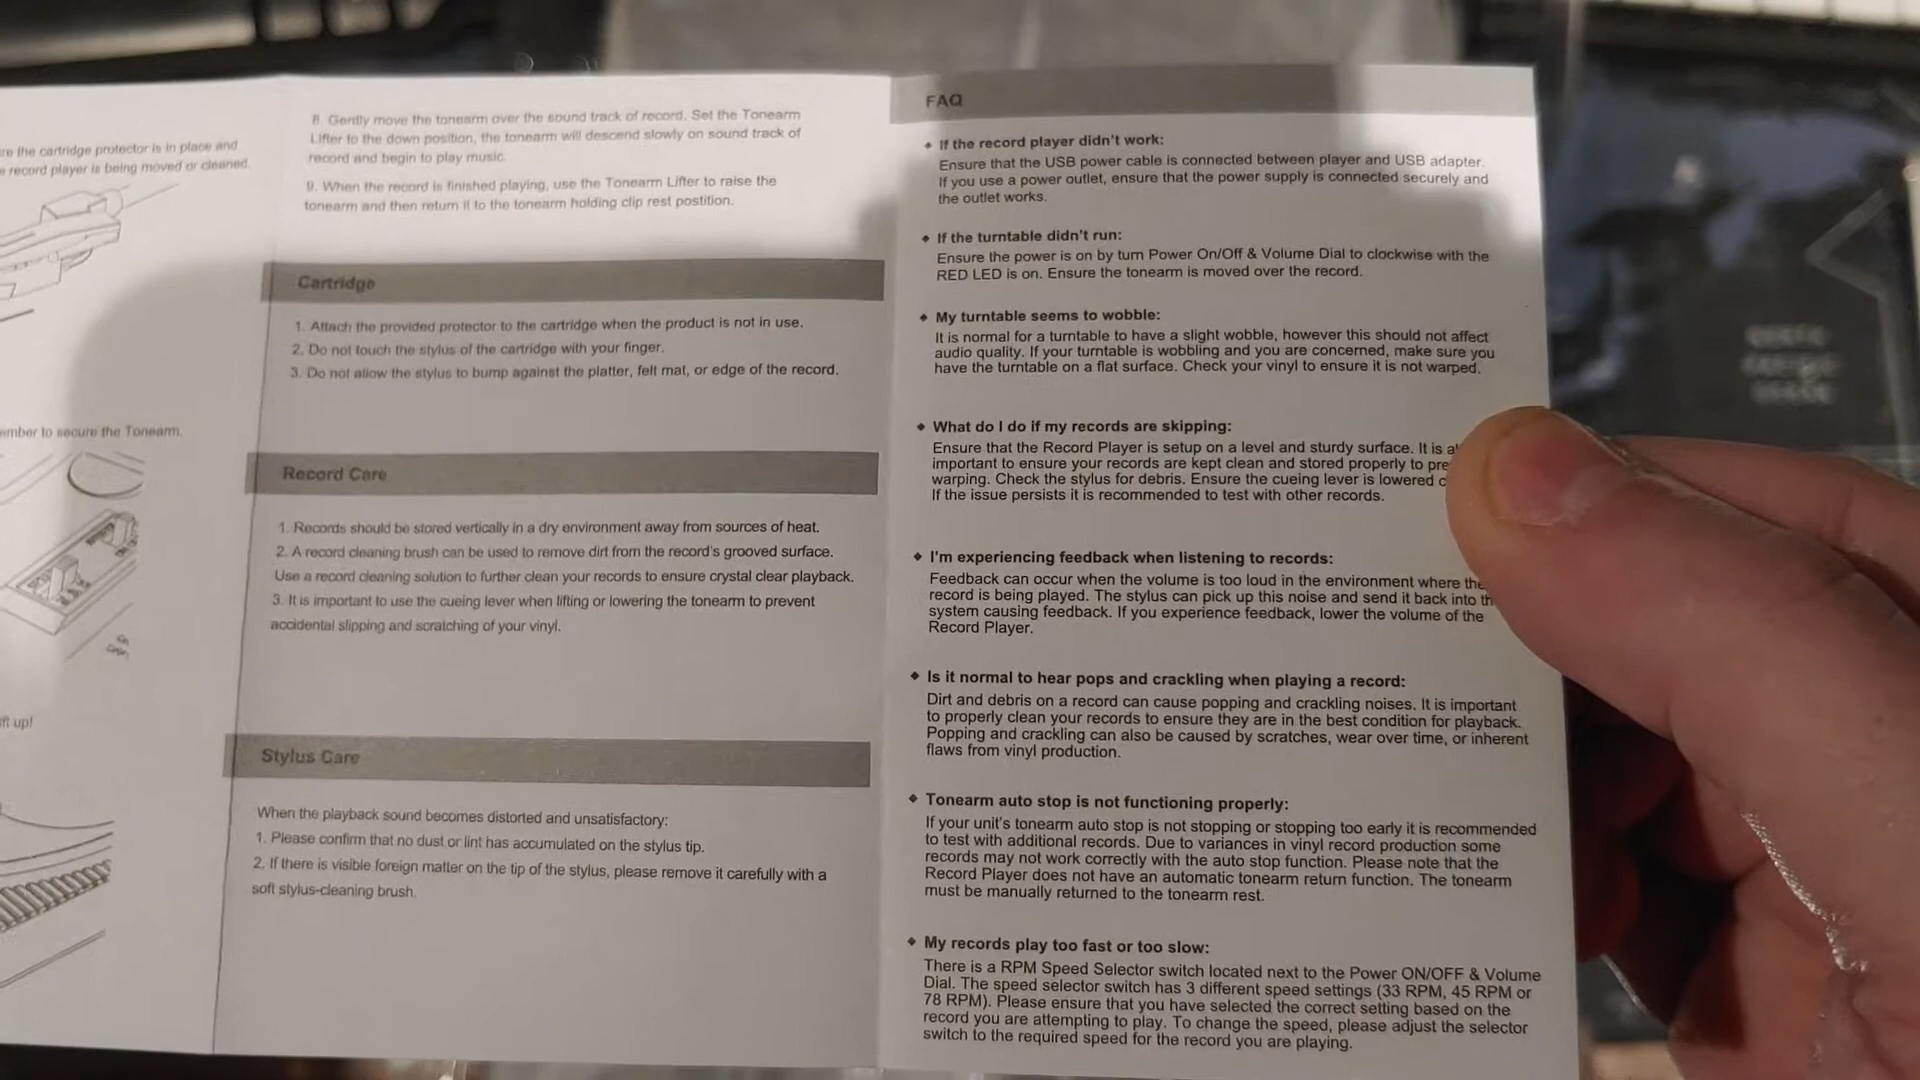 re the cartridge protector is in place and
record player is being moved or cleaned.
ember to secure the Tonearm.
ft up!
8. Gently move the tonearm over the sound track of record. Set the Tonearm
Lifter to the down position, the tonearm will descend slowly on sound track of
record and begin to play music.
9. When the record is finished playing, use the Tonearm Lifter to raise the
tonearm and then return it to the tonearm holding clip rest postition.
Cartridge
1. Attach the provided protector to the cartridge when the product is not in use.
2. Do not touch the stylus of the cartridge with your finger.
3. Do not allow the stylus to bump against the platter, felt mat, or edge of the record.
Record Care
1. Records should be stored vertically in a dry environment away from sources of heat.
2. A record cleaning brush can be used to remove dirt from the record's grooved surface.
Use a record cleaning solution to further clean your records to ensure crystal clear playback.
3. It is important to use the cueing lever when lifting or lowering the tonearm to prevent
accidental slipping and scratching of your vinyl.
Stylus Care
When the playback sound becomes distorted and unsatisfactory:
1. Please confirm that no dust or lint has accumulated on the stylus tip.
2. If there is visible foreign matter on the tip of the stylus, please remove it carefully with a
soft stylus-cleaning brush.
FAQ
◆ If the record player didn't work:
Ensure that the USB power cable is connected between player and USB adapter.
If you use a power outlet, ensure that the power supply is connected securely and
the outlet works.
◆ If the turntable didn't run:
Ensure the power is on by turn Power On/Off & Volume Dial to clockwise with the
RED LED is on. Ensure the tonearm is moved over the record.
◆ My turntable seems to wobble:
It is normal for a turntable to have a slight wobble, however this should not affect
audio quality. If your turntable is wobbling and you are concerned, make sure you
have the turntable on a flat surface. Check your vinyl to ensure it is not warped.
◆ What do I do if my records are skipping:
Ensure that the Record Player is setup on a level and sturdy surface. It is a
important to ensure your records are kept clean and stored properly to pre
warping. Check the stylus for debris. Ensure the cueing lever is lowered c
If the issue persists it is recommended to test with other records.
◆ I'm experiencing feedback when listening to records:
Feedback can occur when the volume is too loud in the environment where the
record is being played. The stylus can pick up this noise and send it back into th
system causing feedback. If you experience feedback, lower the volume of the
Record Player.
◆ Is it normal to hear pops and crackling when playing a record:
Dirt and debris on a record can cause popping and crackling noises. It is important
to properly clean your records to ensure they are in the best condition for playback.
Popping and crackling can also be caused by scratches, wear over time, or inherent
flaws from vinyl production.
◆ Tonearm auto stop is not functioning properly:
If your unit's tonearm auto stop is not stopping or stopping too early it is recommended
to test with additional records. Due to variances in vinyl record production some
records may not work correctly with the auto stop function. Please note that the
Record Player does not have an automatic tonearm return function. The tonearm
must be manually returned to the tonearm rest.
◆ My records play too fast or too slow:
There is a RPM Speed Selector switch located next to the Power ON/OFF & Volume
Dial. The speed selector switch has 3 different speed settings (33 RPM, 45 RPM or
78 RPM). Please ensure that you have selected the correct setting based on the
record you are attempting to play. To change the speed, please adjust the selector
switch to the required speed for the record you are playing.